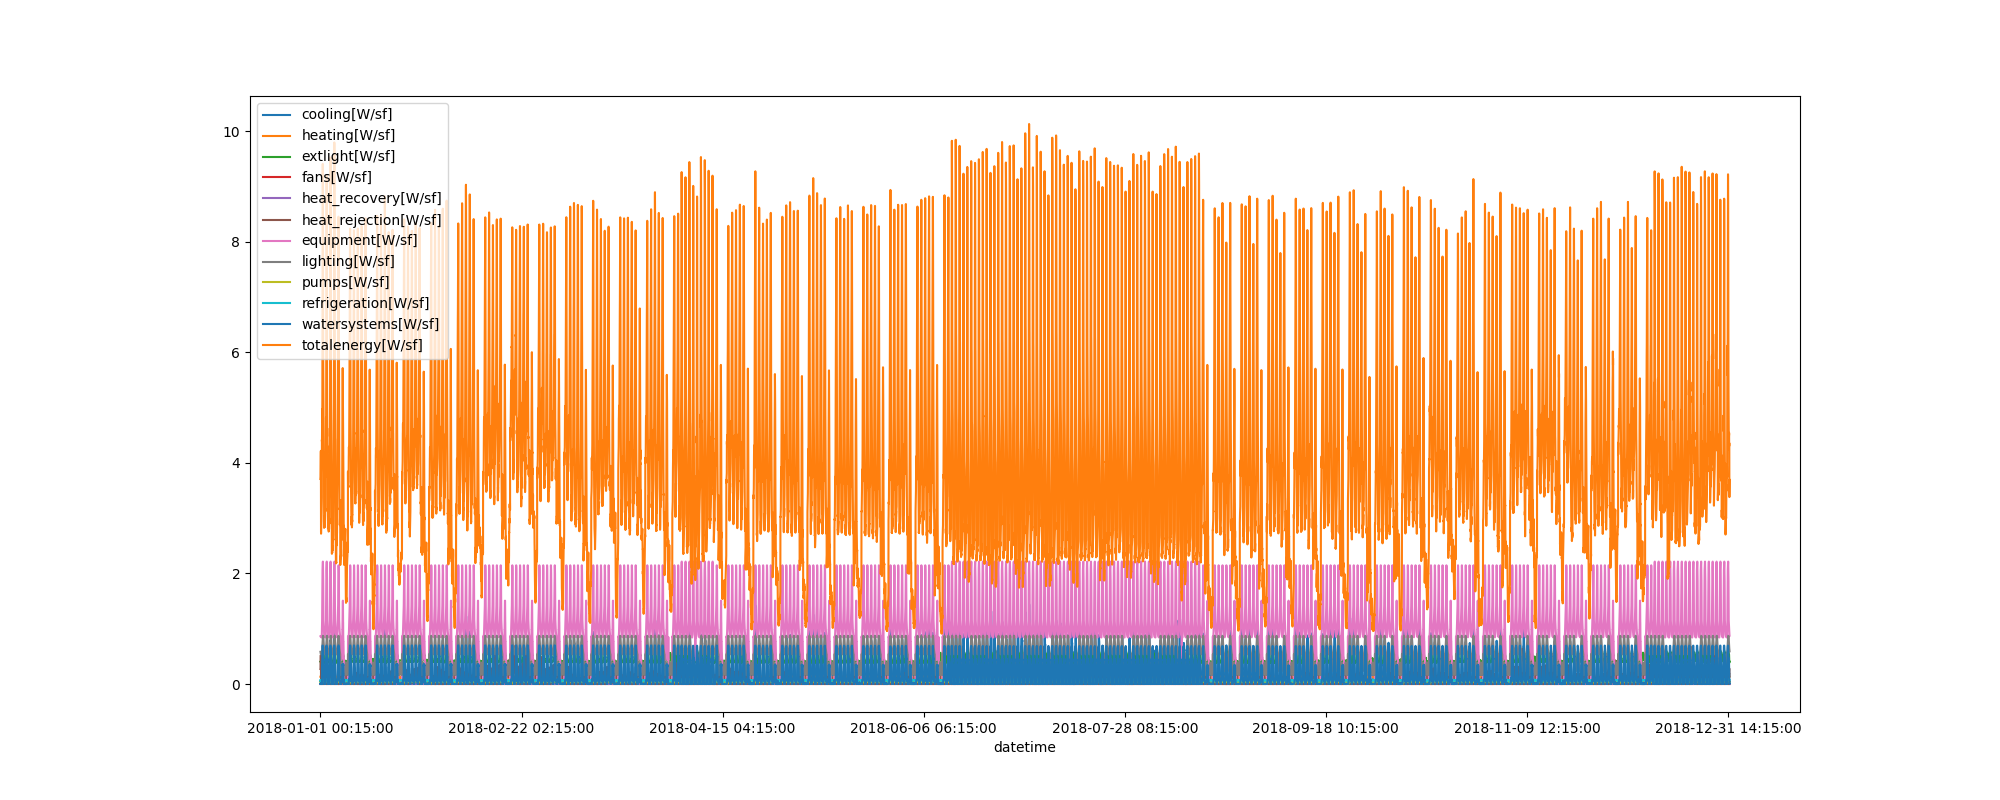 cooling[W/sf]
heating[W/sf]
extlight[W/sf]
fans[W/sf]
heat_recovery[W/sf]
heat_rejection[W/sf]
equipment[W/sf]
lighting[W/sf]
pumps[W/sf]
refrigeration[W/sf]
watersystems[W/sf]
totalenergy[W/sf]
10
8
6
4
2
0
2018-01-01 00:15:00 2018-02-22 02:15:00 2018-04-15 04:15:00 2018-06-06 06:15:00 2018-07-28 08:15:00 2018-09-18 10:15:00 2018-11-09 12:15:00 2018-12-31 14:15:00
datetime